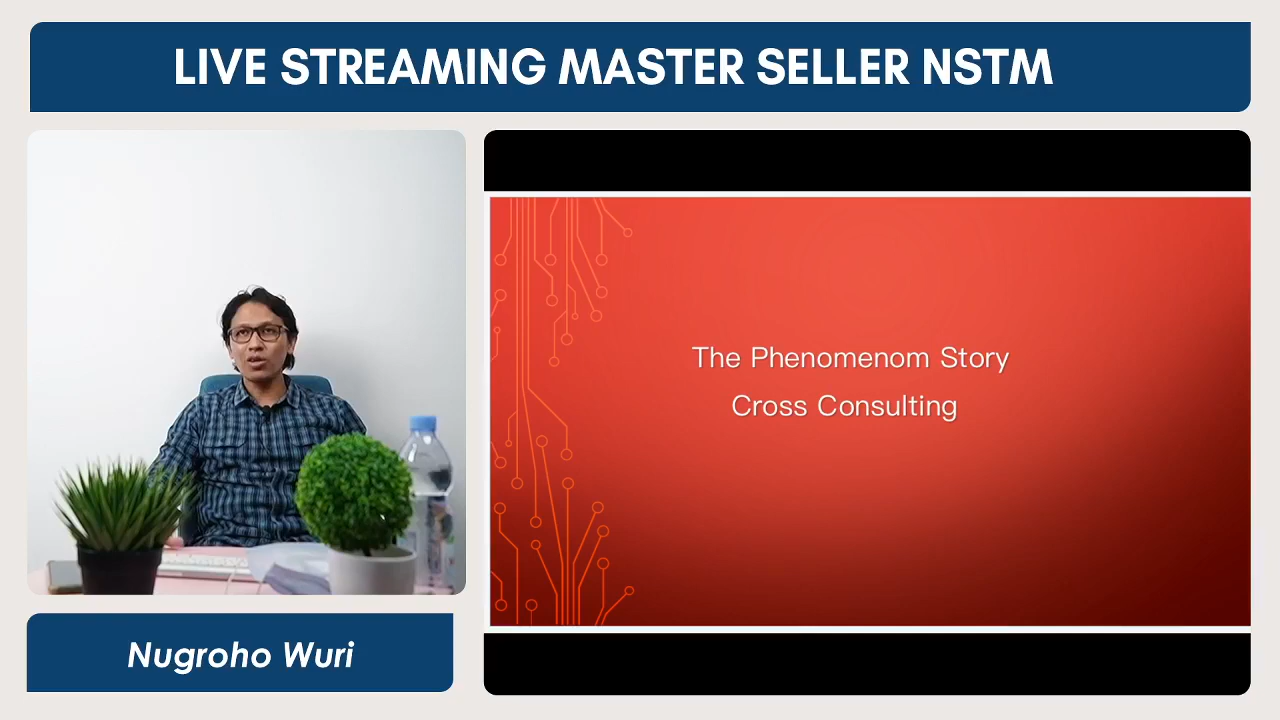 LIVE STREAMING MASTER SELLER NSTM
The Phenomenom Story
Cross Consulting
Nugroho Wuri